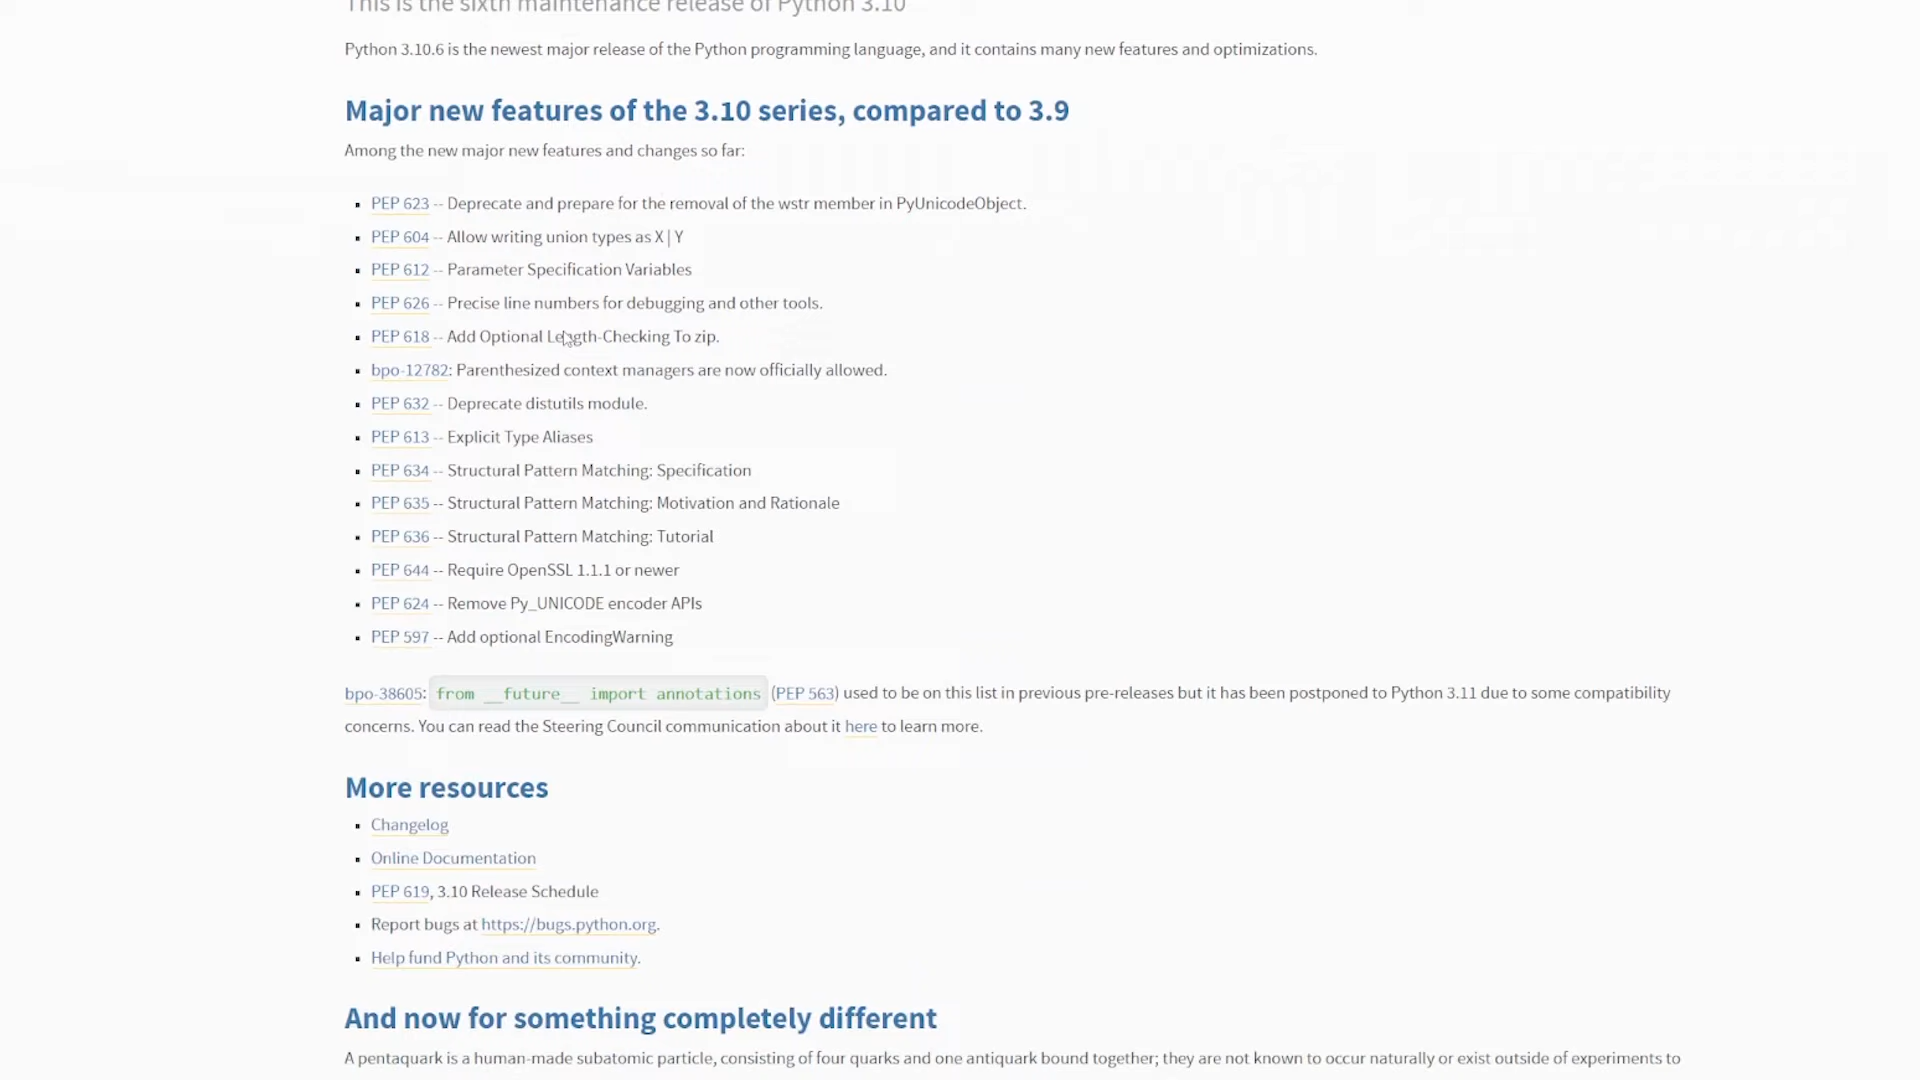 This is the sixth maintenance release of Python 3.10
Python 3.10.6 is the newest major release of the Python programming language, and it contains many new features and optimizations.
Major new features of the 3.10 series, compared to 3.9
Among the new major new features and changes so far:
PEP 623 -- Deprecate and prepare for the removal of the wstr member in PyUnicodeObject.
PEP 604 -- Allow writing union types as X | Y
PEP 612 -- Parameter Specification Variables
PEP 626 -- Precise line numbers for debugging and other tools.
PEP 618 -- Add Optional Length-Checking To zip.
bpo-12782: Parenthesized context managers are now officially allowed.
PEP 632 -- Deprecate distutils module.
PEP 613 -- Explicit Type Aliases
PEP 634 -- Structural Pattern Matching: Specification
PEP 635 -- Structural Pattern Matching: Motivation and Rationale
PEP 636 -- Structural Pattern Matching: Tutorial
PEP 644 -- Require OpenSSL 1.1.1 or newer
PEP 624 -- Remove Py_UNICODE encoder APIs
PEP 597 -- Add optional EncodingWarning
bpo-38605: from __future__ import annotations (PEP 563) used to be on this list in previous pre-releases but it has been postponed to Python 3.11 due to some compatibility
concerns. You can read the Steering Council communication about it here to learn more.
More resources
Changelog
Online Documentation
PEP 619, 3.10 Release Schedule
Report bugs at https://bugs.python.org.
Help fund Python and its community.
And now for something completely different
A pentaquark is a human-made subatomic particle, consisting of four quarks and one antiquark bound together; they are not known to occur naturally or exist outside of experiments to